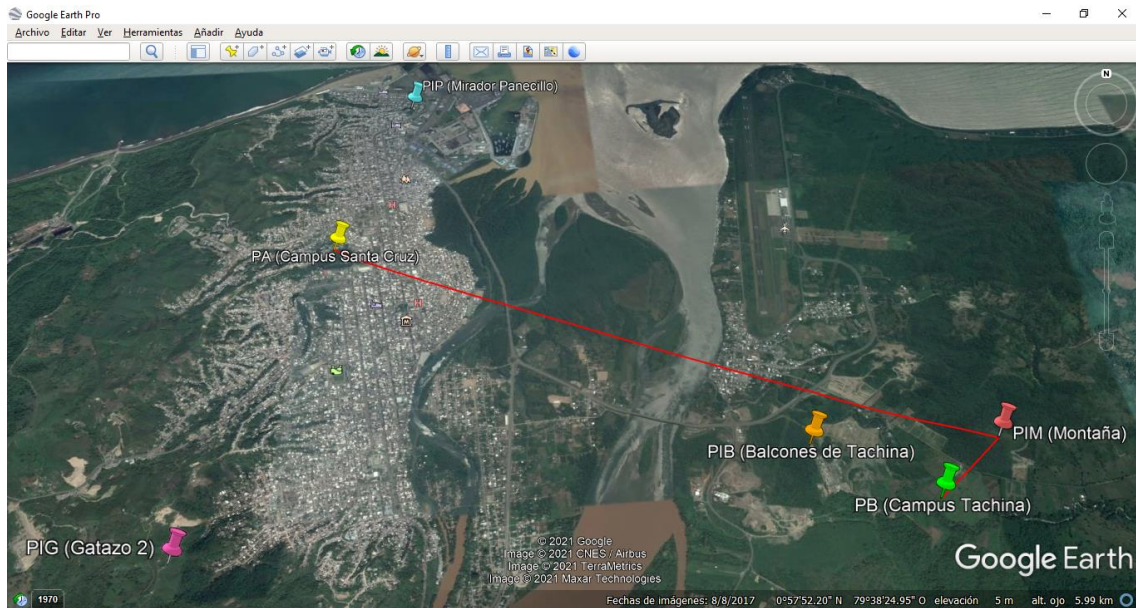 Google Earth Pro
Archivo Editar Ver Herramientas Añadir Ayuda
N
PIP (Mirador Panecillo)
PA (Campus Santa Cruz)
PIM (Montaña)
PIB (Balcones de Tachina)
PB (Campus Tachina)
PIG (Gatazo 2)
© 2021 Google
Image © 2021 CNES / Airbus
Image © 2021 TerraMetrics
Image © 2021 Maxar Technologies
Google Earth
1970
Fechas de imágenes: 8/8/2017 0°57'52.20" N 79°38'24.95" O elevación 5 m alt. ojo 5.99 km